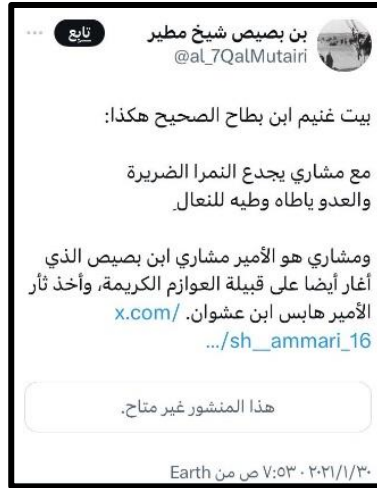 بن بصيص شيخ مطير
تابع
...
@al_7QalMutairi
بيت غنيم ابن بطاح الصحيح هكذا:
مع مشاري يجدع النمرا الضريرة
والعدو ياطاه وطيه للنعال.
ومشاري هو الأمير مشاري ابن بصيص الذي
أغار أيضا على قبيلة العوازم الكريمة، وأخذ ثأر
الأمير هابس ابن عشوان. x.com/
sh__ammari_16/...
هذا المنشور غير متاح.
٢٠٢١/١/٣٠ · ٧:٥٣ ص من Earth